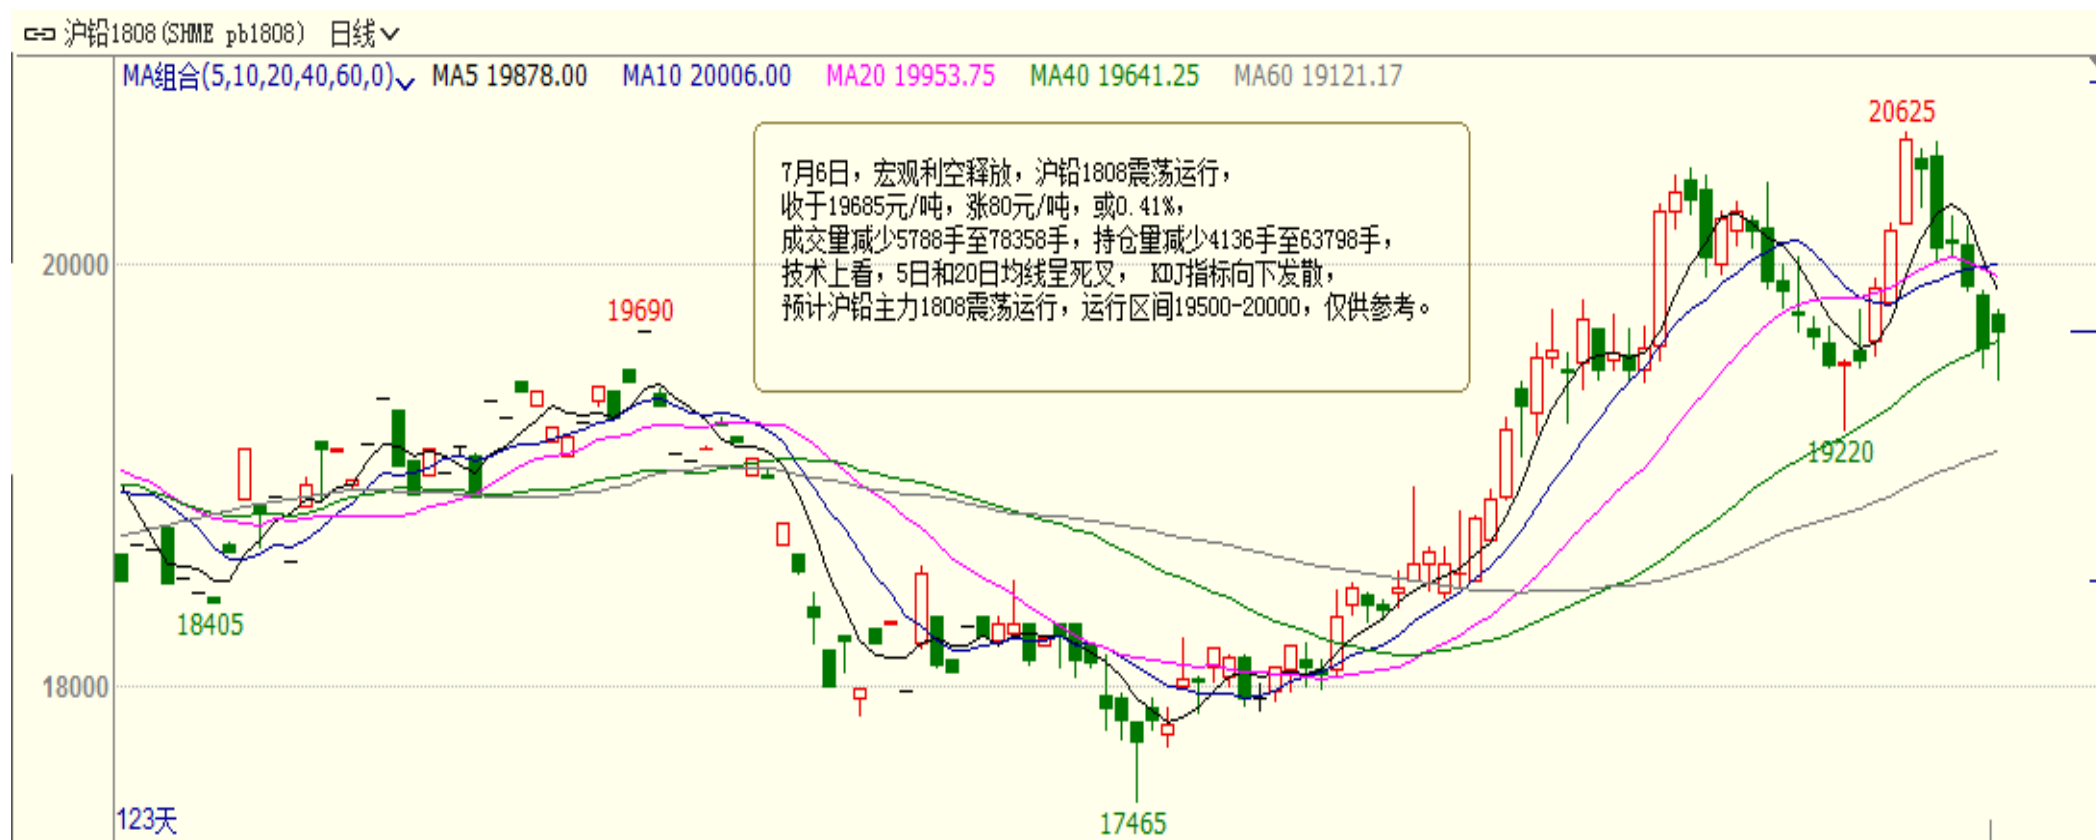 沪铅1808(SHME pb1808) 日线
MA组合(5,10,20,40,60,0) MA5 19878.00 MA10 20006.00 MA20 19953.75 MA40 19641.25 MA60 19121.17
20625
7月6日，宏观利空释放，沪铅1808震荡运行，
收于19685元/吨，涨80元/吨，或0.41%，
成交量减少5788手至78358手，持仓量减少4136手至63798手，
技术上看，5日和20日均线呈死叉， KDJ指标向下发散，
预计沪铅主力1808震荡运行，运行区间19500-20000，仅供参考。
20000
19690
19220
18405
18000
17465
123天